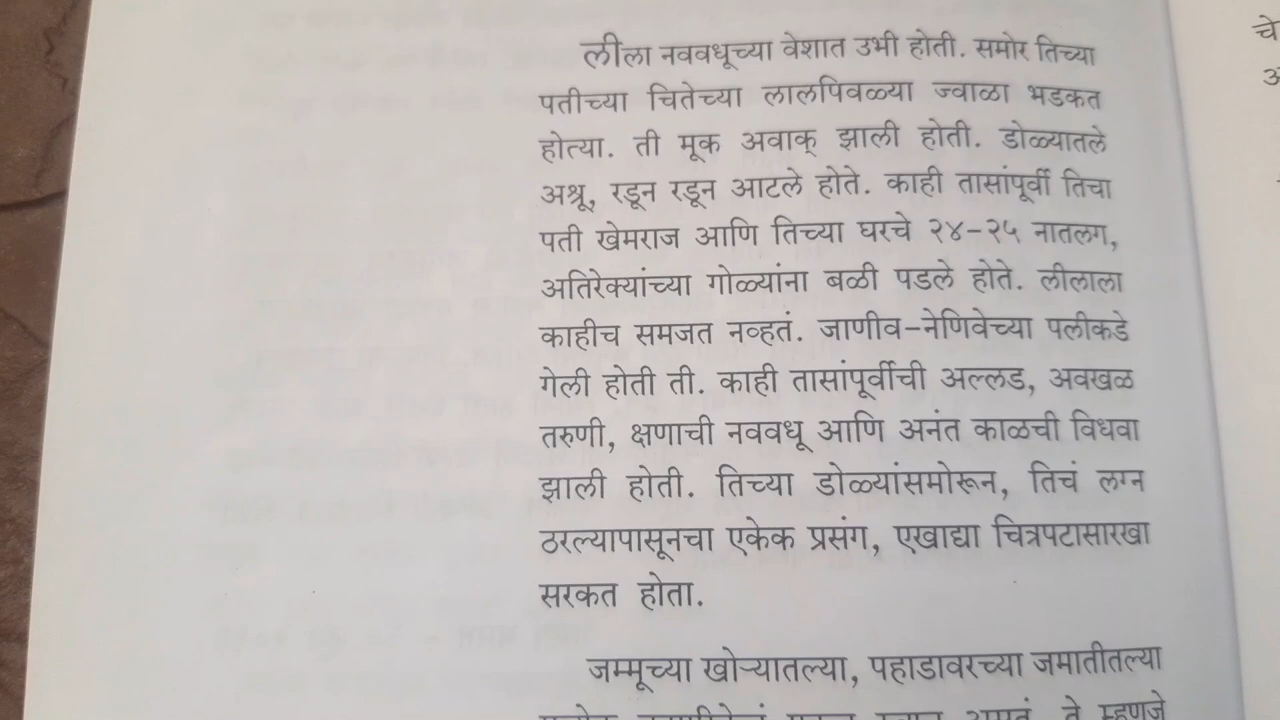 लीला नववधूच्या वेशात उभी होती. समोर तिच्या
पतीच्या चितेच्या लालपिवळ्या ज्वाळा भडकत
होत्या. ती मूक अवाक् झाली होती. डोळ्यातले
अश्रू, रडून रडून आटले होते. काही तासांपूर्वी तिचा
पती खेमराज आणि तिच्या घरचे २४-२५ नातलग,
अतिरेक्यांच्या गोळ्यांना बळी पडले होते. लीलाला
काहीच समजत नव्हतं. जाणीव-नेणिवेच्या पलीकडे
गेली होती ती. काही तासांपूर्वीची अल्लड, अवखळ
तरुणी, क्षणाची नववधू आणि अनंत काळची विधवा
झाली होती. तिच्या डोळ्यांसमोरून, तिचं लग्न
ठरल्यापासूनचा एकेक प्रसंग, एखाद्या चित्रपटासारखा
सरकत होता.
जम्मूच्या खोऱ्यातल्या, पहाडावरच्या जमातीतल्या
ते म्हणजे
चे